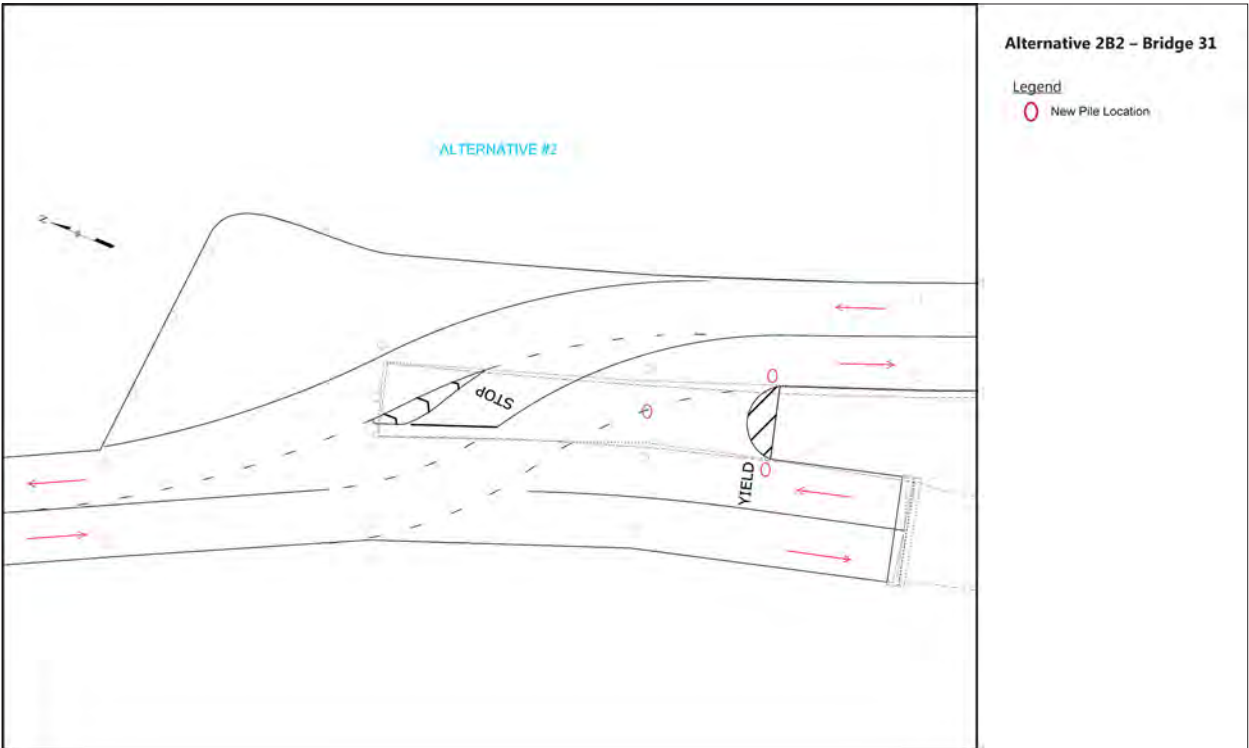 Alternative 2B2 – Bridge 31
Legend
New Pile Location
ALTERNATIVE #2
N
STOP
YIELD